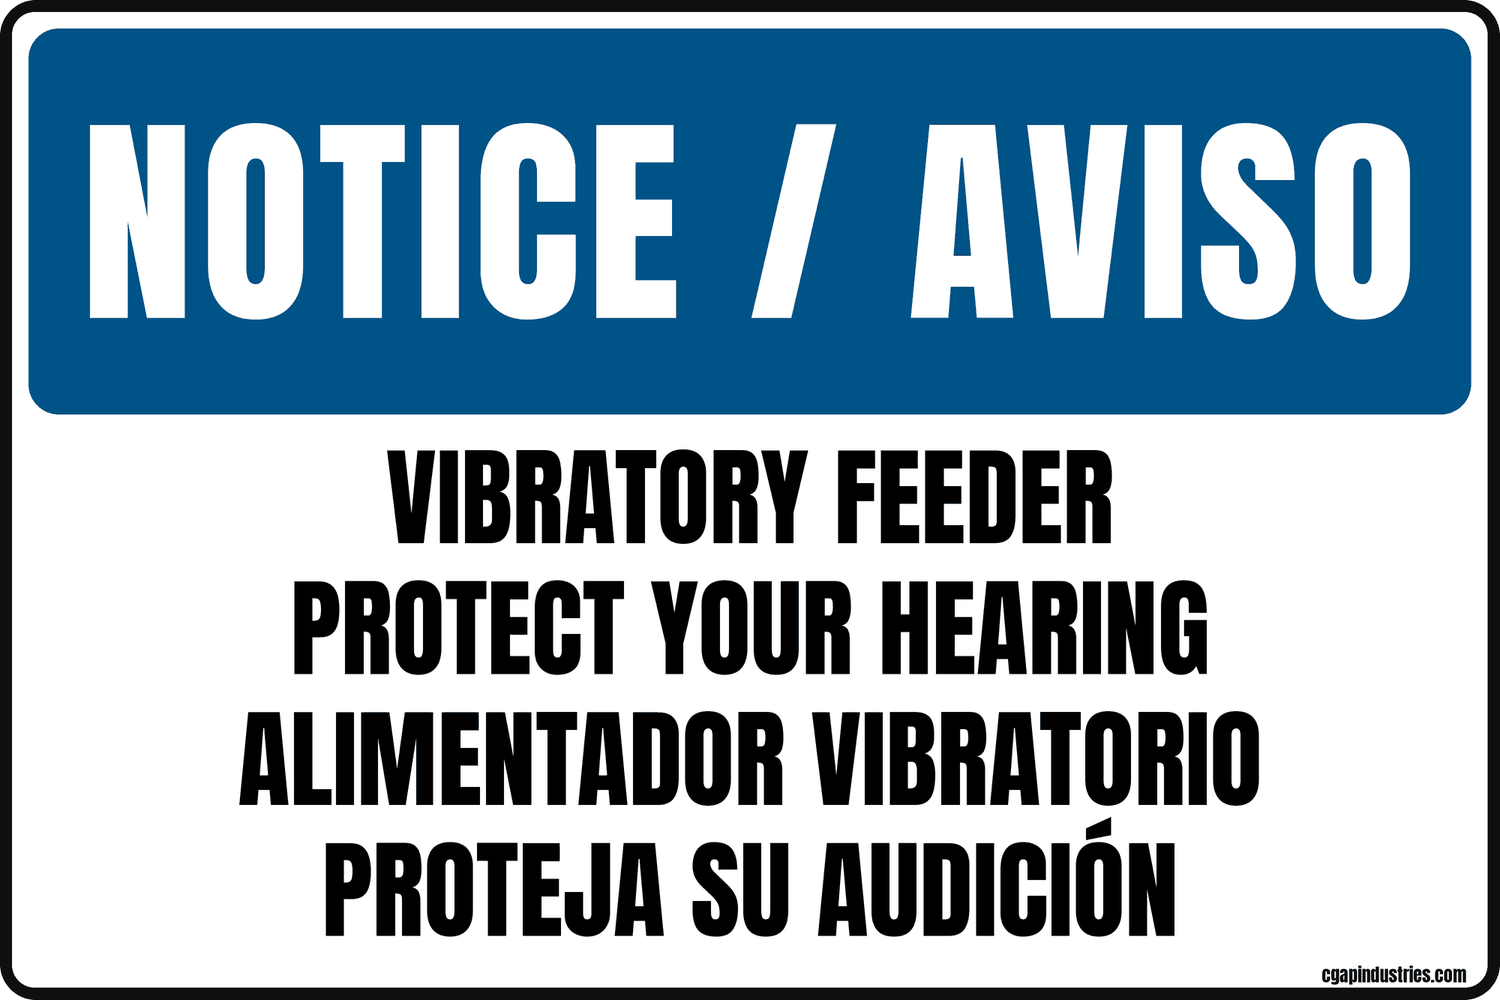 NOTICE / AVISO
VIBRATORY FEEDER
PROTECT YOUR HEARING
ALIMENTADOR VIBRATORIO
PROTEJA SU AUDICIÓN
cgapindustries.com